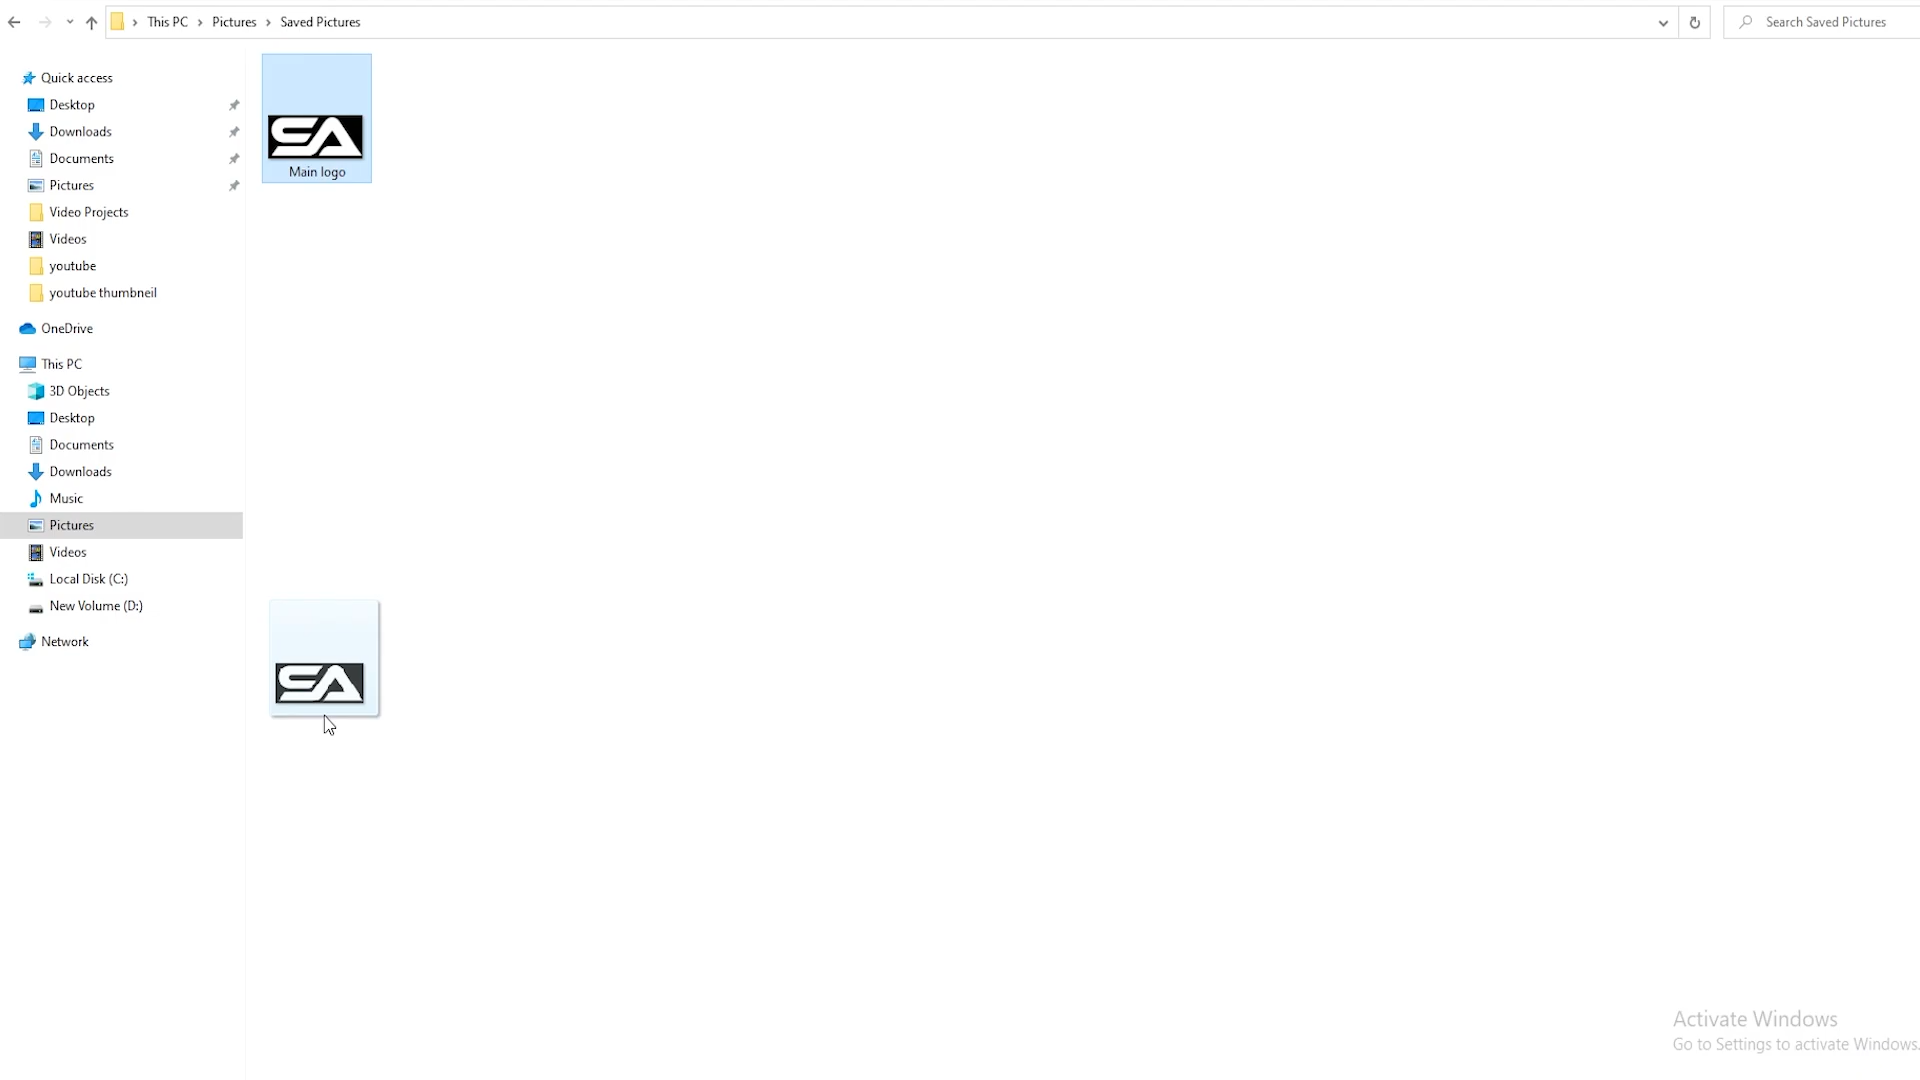 This PC
Pictures
Saved Pictures
Search Saved Pictures
Quick access
Desktop
Downloads
Documents
Pictures
Video Projects
Videos
youtube
youtube thumbneil
OneDrive
This PC
3D Objects
Desktop
Documents
Downloads
Music
Pictures
Videos
Local Disk (C:)
New Volume (D:)
Network
SA
Main logo
SA
Activate Windows
Go to Settings to activate Windows.